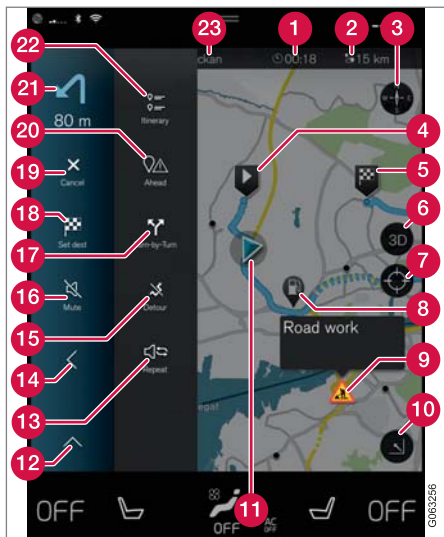 22
23
1
2
3
21
ckan
00:18
15 km
80 m
Itinerary
20
4
5
19
Cancel
Ahead
18
6
17
3D
Set dest
rn-by-Turn
7
16
8
Mute
15
Detour
Road work
14
9
13
Repeat
egat
10
12
11
OFF
OFF
AC
OFF
OFF
G063256